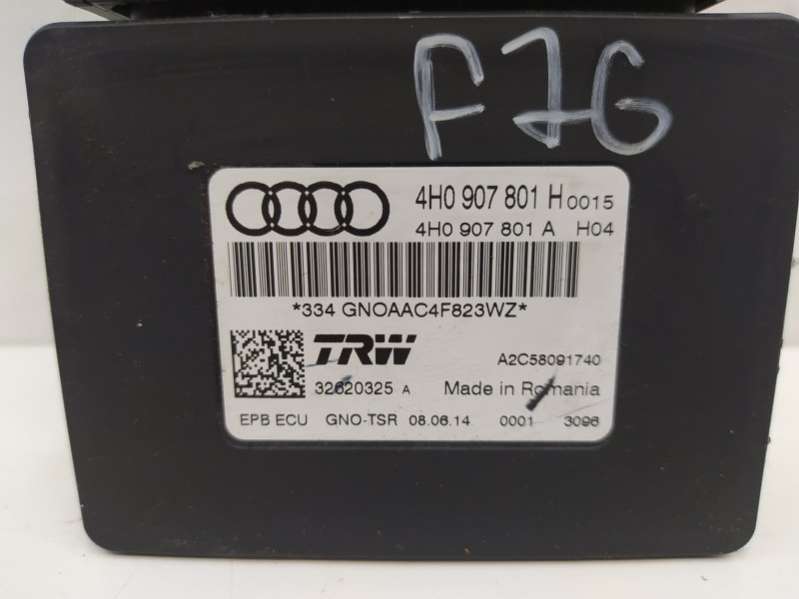 F76
4H0 907 801 H 0015
4H0 907 801 A H04
*334 GNOAAC4F823WZ*
TRW A2C58091740
32620325 A Made in Romania
EPB ECU GNO-TSR 08.06.14 0001 3096